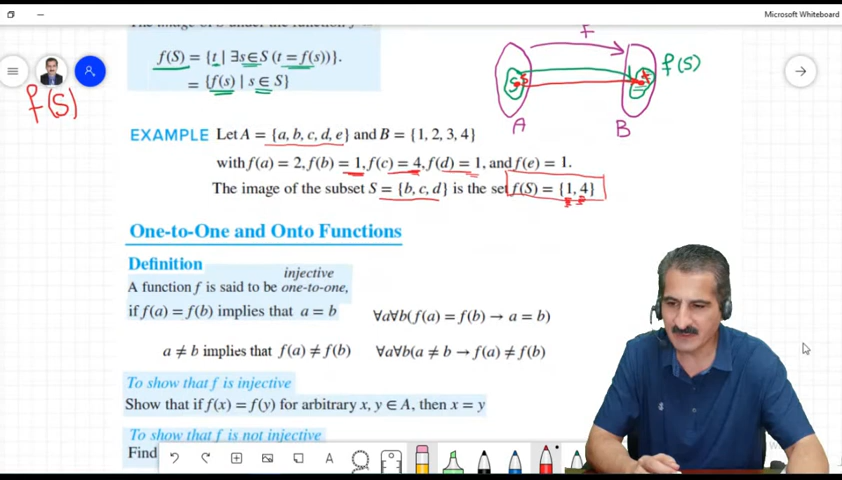 Microsoft Whiteboard
f(S) = {t | ∃s∈S (t = f(s))}.
= {f(s) | s ∈ S}
f(S)
F
S s
t
f(S)
A
B
EXAMPLE Let A = {a, b, c, d, e} and B = {1, 2, 3, 4}
with f(a) = 2, f(b) = 1, f(c) = 4, f(d) = 1, and f(e) = 1.
The image of the subset S = {b, c, d} is the set f(S) = {1, 4}
One-to-One and Onto Functions
Definition
injective
A function f is said to be one-to-one,
if f(a) = f(b) implies that a = b ∀a∀b(f(a) = f(b) → a = b)
a ≠ b implies that f(a) ≠ f(b) ∀a∀b(a ≠ b → f(a) ≠ f(b)
To show that f is injective
Show that if f(x) = f(y) for arbitrary x, y ∈ A, then x = y
To show that f is not injective
Find